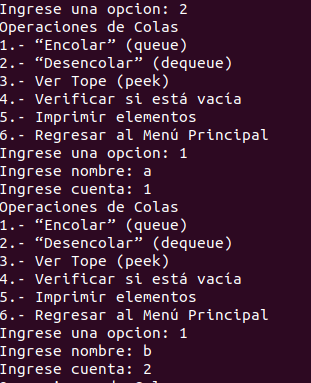 Ingrese una opcion: 2
Operaciones de Colas
1.- “Encolar” (queue)
2.- “Desencolar” (dequeue)
3.- Ver Tope (peek)
4.- Verificar si está vacía
5.- Imprimir elementos
6.- Regresar al Menú Principal
Ingrese una opcion: 1
Ingrese nombre: a
Ingrese cuenta: 1
Operaciones de Colas
1.- “Encolar” (queue)
2.- “Desencolar” (dequeue)
3.- Ver Tope (peek)
4.- Verificar si está vacía
5.- Imprimir elementos
6.- Regresar al Menú Principal
Ingrese una opcion: 1
Ingrese nombre: b
Ingrese cuenta: 2